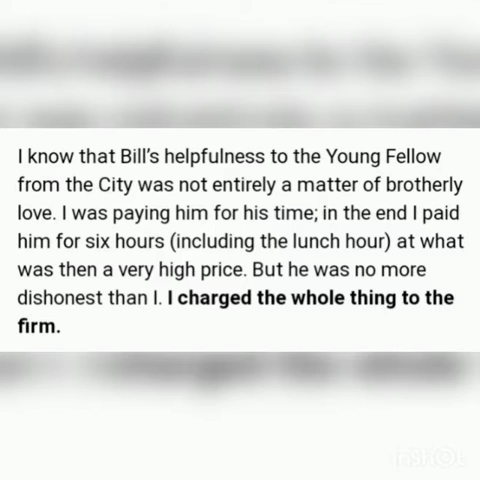 I know that Bill's helpfulness to the Young Fellow
from the City was not entirely a matter of brotherly
love. I was paying him for his time; in the end I paid
him for six hours (including the lunch hour) at what
was then a very high price. But he was no more
dishonest than I. I charged the whole thing to the
firm.